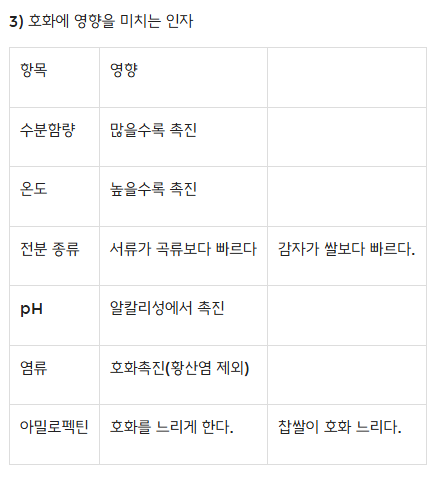 3) 호화에 영향을 미치는 인자
항목 영향
수분함량 많을수록 촉진
온도 높을수록 촉진
전분 종류 서류가 곡류보다 빠르다 감자가 쌀보다 빠르다.
pH 알칼리성에서 촉진
염류 호화촉진(황산염 제외)
아밀로펙틴 호화를 느리게 한다. 찹쌀이 호화 느리다.